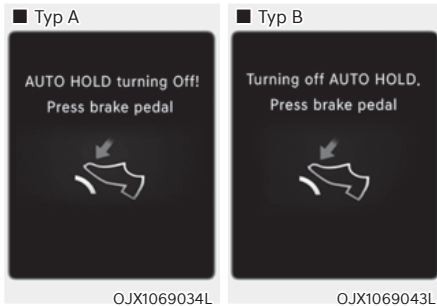 ■ Typ A
AUTO HOLD turning Off!
Press brake pedal
OJX1069034L
■ Typ B
Turning off AUTO HOLD,
Press brake pedal
OJX1069043L